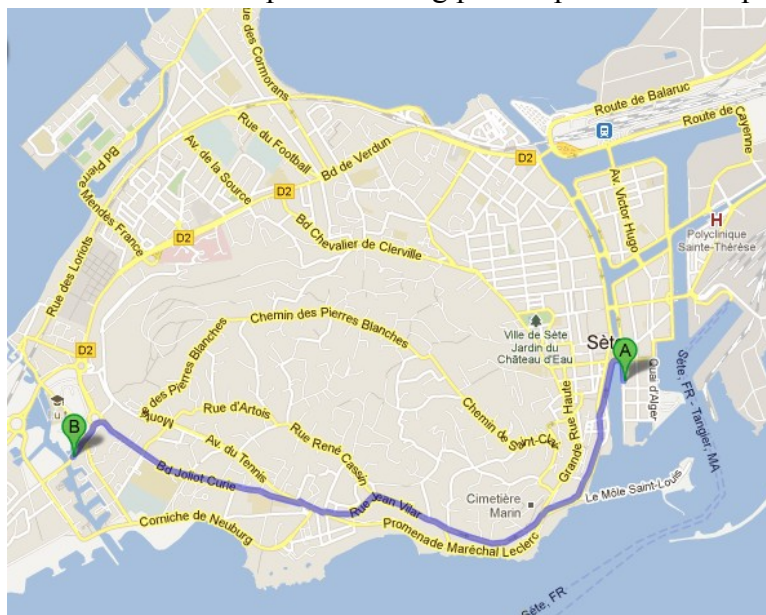 Rue des Cormorans
Route de Balaruc
Route de Cayenne
Bd Pierre Mendès France
Rue du Football
Av. de la Source
Bd de Verdun
D2
D2
Av. Victor Hugo
H
Polyclinique
Sainte-Thérèse
D2
Bd Chevalier de Clerville
Rue des Loriots
Chemin des Pierres Blanches
Ville de Sète
Jardin du
Château d'Eau
Sèt
A
Quai d'Alger
Sète, FR - Tanger, MA
D2
e des Pierres Blanches
Grande Rue Haute
Rue d'Artois
Chemin de Saint-Clair
B
Av. du Tennis
Rue René Cassin
Bd Joliot Curie
Rue Jean Vilar
Cimetière
Marin
Le Môle Saint-Louis
Corniche de Neuburg
Promenade Maréchal Leclerc
Sète, FR